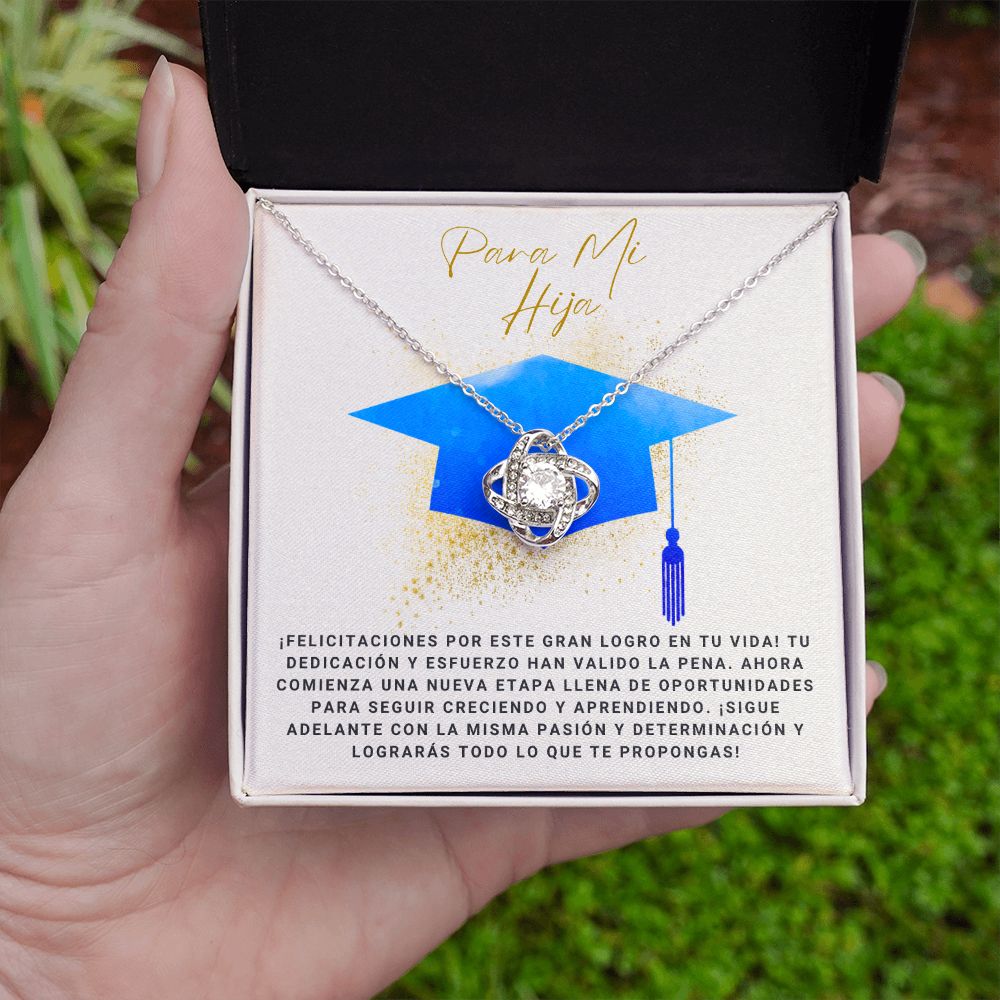 Para Mi
Hija
¡FELICITACIONES POR ESTE GRAN LOGRO EN TU VIDA! TU
DEDICACIÓN Y ESFUERZO HAN VALIDO LA PENA. AHORA
COMIENZA UNA NUEVA ETAPA LLENA DE OPORTUNIDADES
PARA SEGUIR CRECIENDO Y APRENDIENDO. ¡SIGUE
ADELANTE CON LA MISMA PASIÓN Y DETERMINACIÓN Y
LOGRARÁS TODO LO QUE TE PROPONGAS!